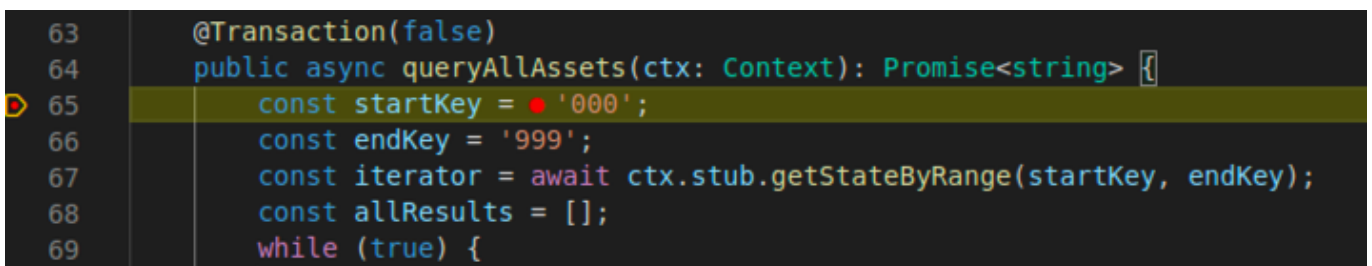 63 @Transaction(false)
64 public async queryAllAssets(ctx: Context): Promise<string> {
65 const startKey = '000';
66 const endKey = '999';
67 const iterator = await ctx.stub.getStateByRange(startKey, endKey);
68 const allResults = [];
69 while (true) {